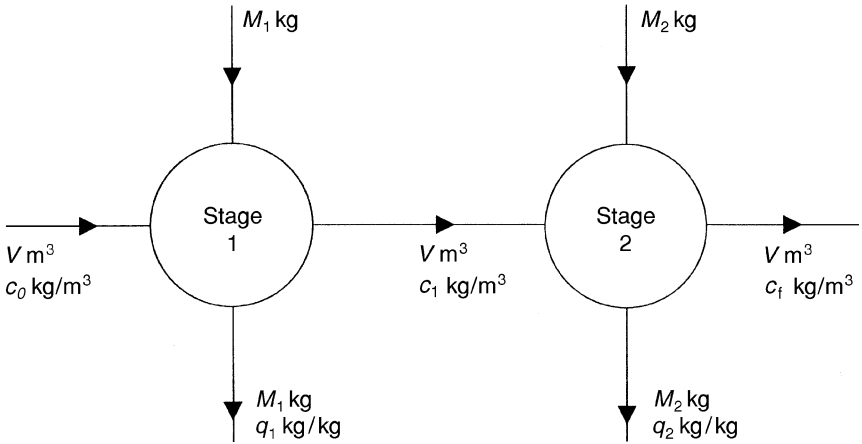 M₁ kg
M₂ kg
Stage
1
Stage
2
V m³
c₀ kg/m³
V m³
c₁ kg/m³
V m³
c_f kg/m³
M₁ kg
q₁ kg/kg
M₂ kg
q₂ kg/kg